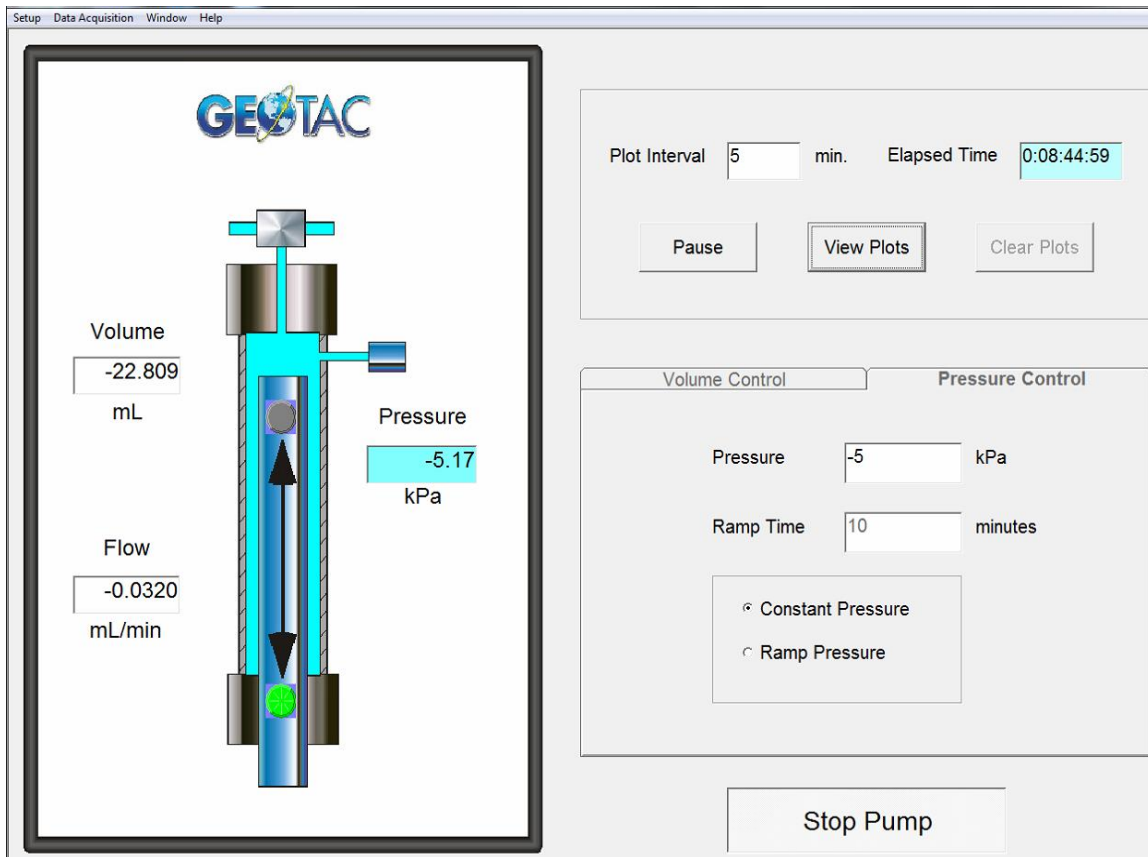 Setup Data Acquisition Window Help
GEOTAC
Volume
-22.809
mL
Flow
-0.0320
mL/min
Pressure
-5.17
kPa
Plot Interval 5 min. Elapsed Time 0:08:44:59
Pause View Plots Clear Plots
Volume Control Pressure Control
Pressure -5 kPa
Ramp Time 10 minutes
Constant Pressure
Ramp Pressure
Stop Pump